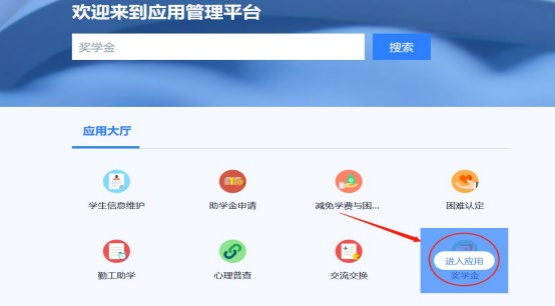 欢迎来到应用管理平台
奖学金
搜索
应用大厅
学生信息维护
助学金申请
减免学费与困...
困难认定
勤工助学
心理普查
交流交换
进入应用
奖学金